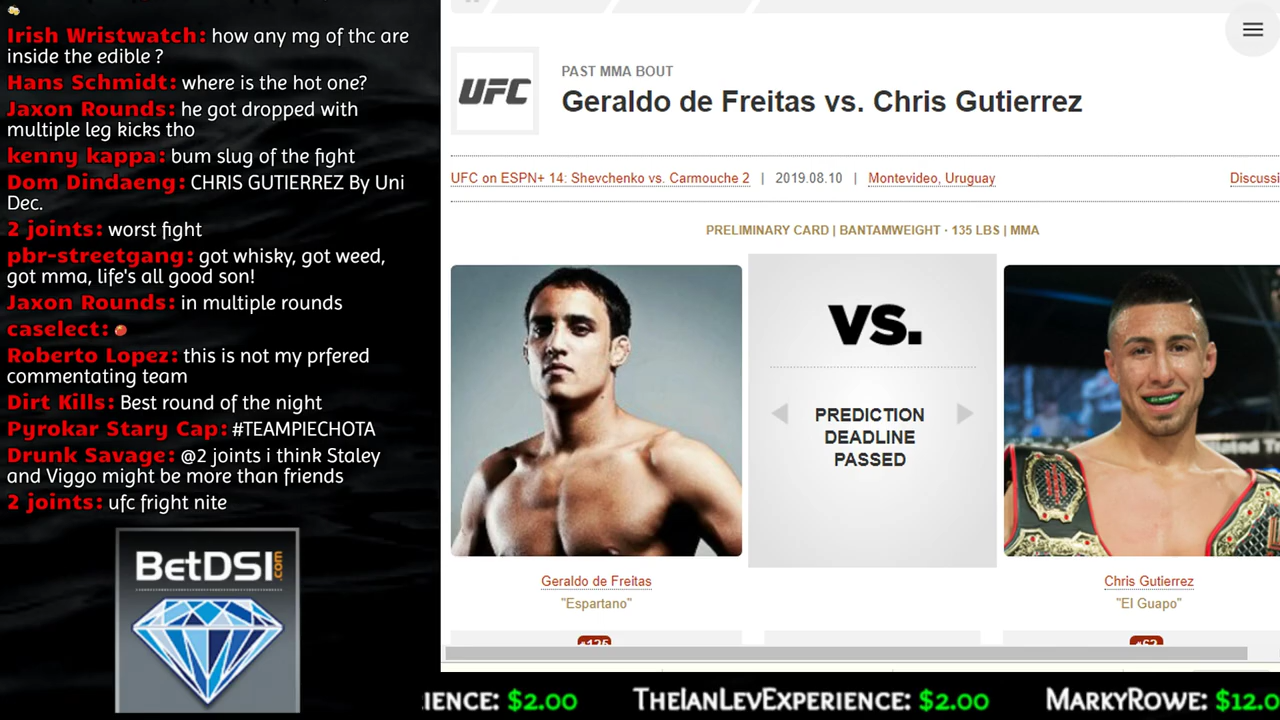 Irish Wristwatch: how any mg of thc are
inside the edible ?
Hans Schmidt: where is the hot one?
Jaxon Rounds: he got dropped with
multiple leg kicks tho
kenny kappa: bum slug of the fight
Dom Dindaeng: CHRIS GUTIERREZ By Uni
Dec.
2 joints: worst fight
pbr-streetgang: got whisky, got weed,
got mma, life's all good son!
Jaxon Rounds: in multiple rounds
caselect:
Roberto Lopez: this is not my prfered
commentating team
Dirt Kills: Best round of the night
Pyrokar Stary Cap: #TEAMPIECHOTA
Drunk Savage: @2 joints i think Staley
and Viggo might be more than friends
2 joints: ufc fright nite
BetDSI.com
UFC
PAST MMA BOUT
Geraldo de Freitas vs. Chris Gutierrez
UFC on ESPN+ 14: Shevchenko vs. Carmouche 2 | 2019.08.10 | Montevideo, Uruguay Discussi
PRELIMINARY CARD | BANTAMWEIGHT · 135 LBS | MMA
VS.
PREDICTION
DEADLINE
PASSED
Geraldo de Freitas
"Espartano"
Chris Gutierrez
"El Guapo"
IENCE: $2.00 TheIanLevExperience: $2.00 MarkyRowe: $12.0